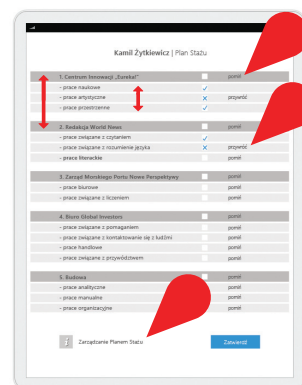 Kamil Żytkiewicz | Plan Stażu
1. Centrum Innowacji „Eureka!” pomiń
- prace naukowe
- prace artystyczne przywróć
- prace przestrzenne
2. Redakcja World News pomiń
- prace związane z czytaniem
- prace związane z rozumienie języka przywróć
- prace literackie pomiń
3. Zarząd Morskiego Portu Nowe Perspektywy pomiń
- prace biurowe pomiń
- prace związane z liczeniem pomiń
4. Biuro Global Investors pomiń
- prace związane z pomaganiem pomiń
- prace związane z kontaktowanie się z ludźmi pomiń
- prace handlowe pomiń
- prace związane z przywództwem pomiń
5. Budowa pomiń
- prace analityczne pomiń
- prace manualne pomiń
- prace organizacyjne pomiń
i Zarządzanie Planem Stażu Zatwierdź